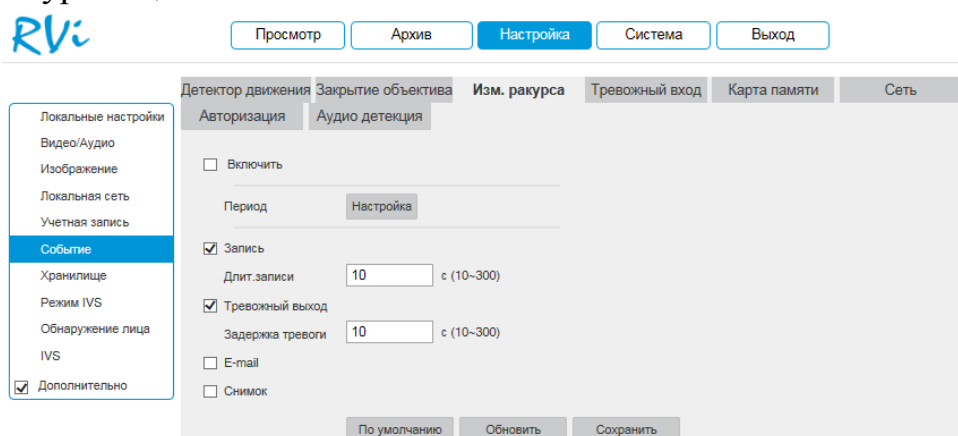 RVi Просмотр Архив Настройка Система Выход
Детектор движения Закрытие объектива Изм. ракурса Тревожный вход Карта памяти Сеть
Авторизация Аудио детекция
Локальные настройки
Видео/Аудио
Изображение
Локальная сеть
Учетная запись
Событие
Хранилище
Режим IVS
Обнаружение лица
IVS
Дополнительно
Включить
Период Настройка
Запись
Длит.записи 10 с (10~300)
Тревожный выход
Задержка тревоги 10 с (10~300)
E-mail
Снимок
По умолчанию Обновить Сохранить